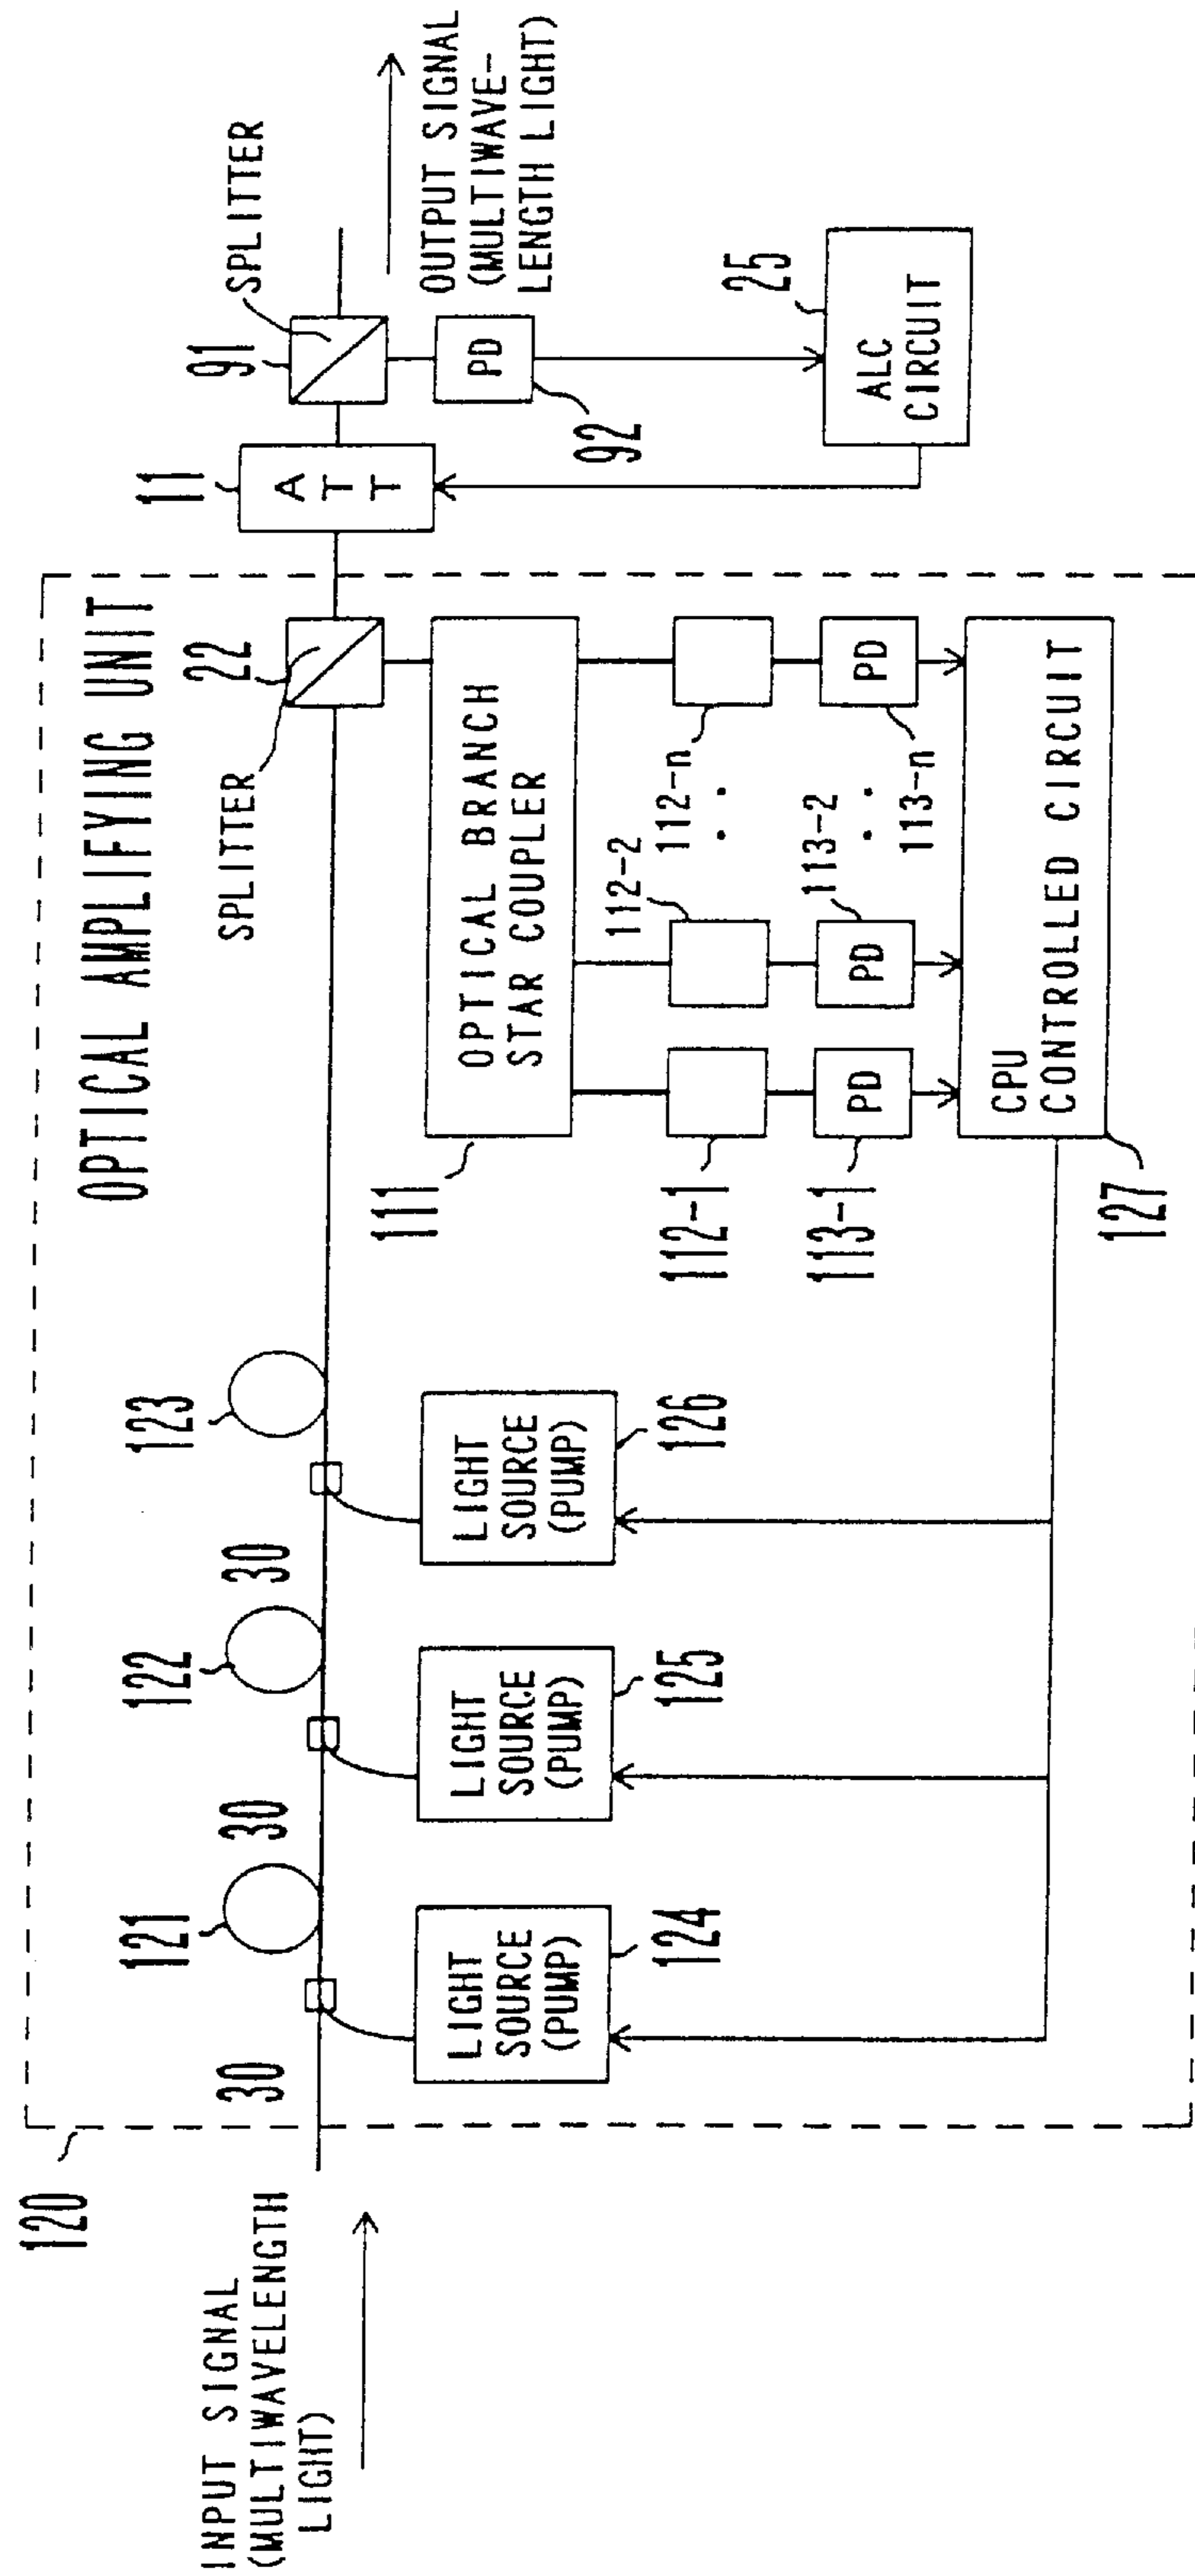 OPTICAL AMPLIFYING UNIT
120
INPUT SIGNAL
(MULTIWAVELENGTH
LIGHT)
30
121
30
122
30
123
SPLITTER
22
11
ATT
91
SPLITTER
OUTPUT SIGNAL
(MULTIWAVE-
LENGTH LIGHT)
PD
92
25
ALC
CIRCUIT
LIGHT
SOURCE
(PUMP)
124
LIGHT
SOURCE
(PUMP)
125
LIGHT
SOURCE
(PUMP)
126
111
OPTICAL BRANCH
STAR COUPLER
112-1
112-2
112-n
113-1
PD
113-2
PD
113-n
PD
CPU
CONTROLLED CIRCUIT
127